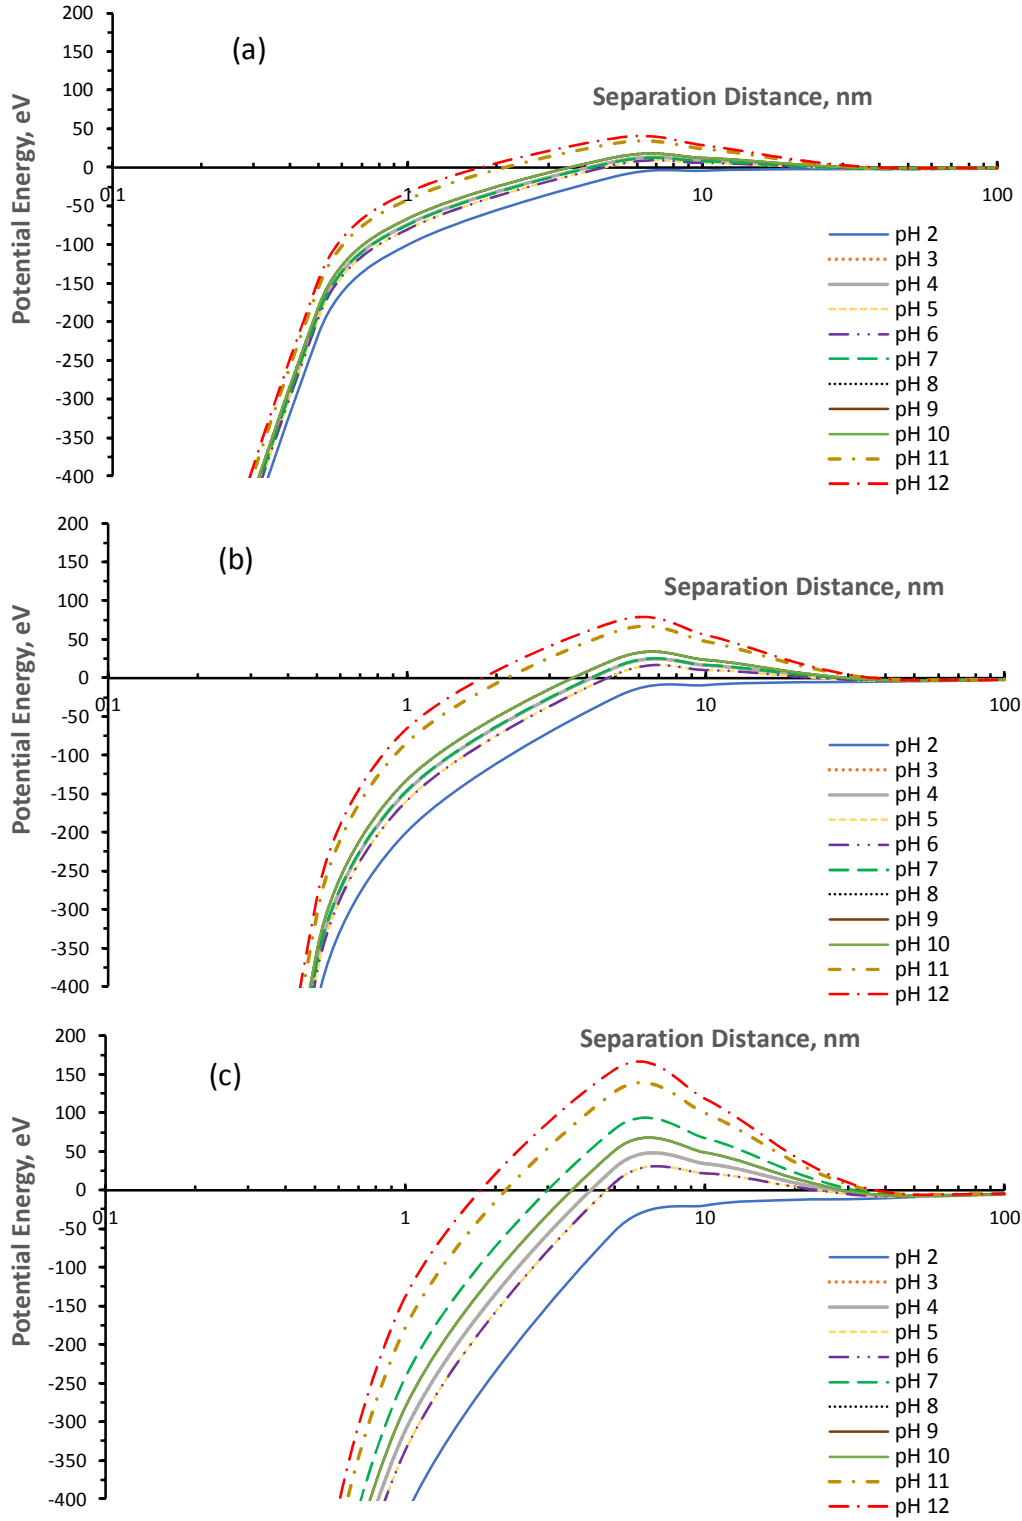 200
(a)
150
100
Separation Distance, nm
50
0
0.1
1
10
100
-50
-100
-150
-200
-250
-300
-350
-400
Potential Energy, eV
pH 2
pH 3
pH 4
pH 5
pH 6
pH 7
pH 8
pH 9
pH 10
pH 11
pH 12
200
(b)
150
100
Separation Distance, nm
50
0
0.1
1
10
100
-50
-100
-150
-200
-250
-300
-350
-400
Potential Energy, eV
pH 2
pH 3
pH 4
pH 5
pH 6
pH 7
pH 8
pH 9
pH 10
pH 11
pH 12
Separation Distance, nm
200
(c)
150
100
50
0
0.1
1
10
100
-50
-100
-150
-200
-250
-300
-350
-400
Potential Energy, eV
pH 2
pH 3
pH 4
pH 5
pH 6
pH 7
pH 8
pH 9
pH 10
pH 11
pH 12